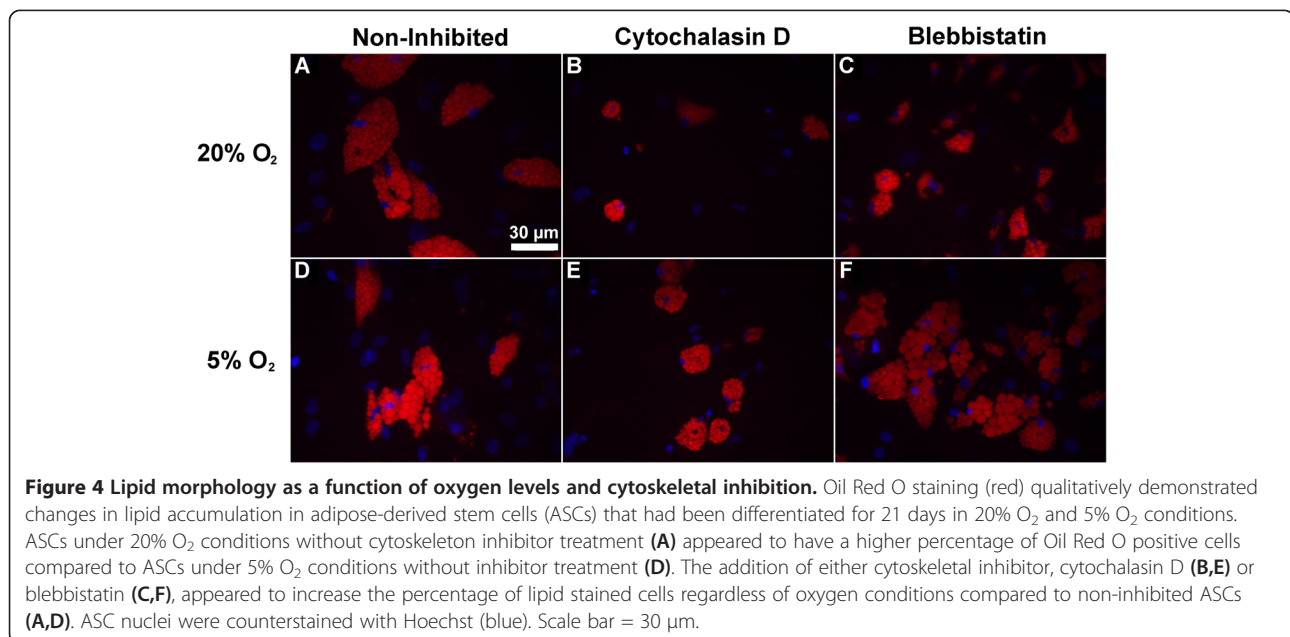 Non-Inhibited Cytochalasin D Blebbistatin
A B C
20% O₂
30 µm
D E F
5% O₂
Figure 4 Lipid morphology as a function of oxygen levels and cytoskeletal inhibition. Oil Red O staining (red) qualitatively demonstrated
changes in lipid accumulation in adipose-derived stem cells (ASCs) that had been differentiated for 21 days in 20% O₂ and 5% O₂ conditions.
ASCs under 20% O₂ conditions without cytoskeleton inhibitor treatment (A) appeared to have a higher percentage of Oil Red O positive cells
compared to ASCs under 5% O₂ conditions without inhibitor treatment (D). The addition of either cytoskeletal inhibitor, cytochalasin D (B,E) or
blebbistatin (C,F), appeared to increase the percentage of lipid stained cells regardless of oxygen conditions compared to non-inhibited ASCs
(A,D). ASC nuclei were counterstained with Hoechst (blue). Scale bar = 30 µm.